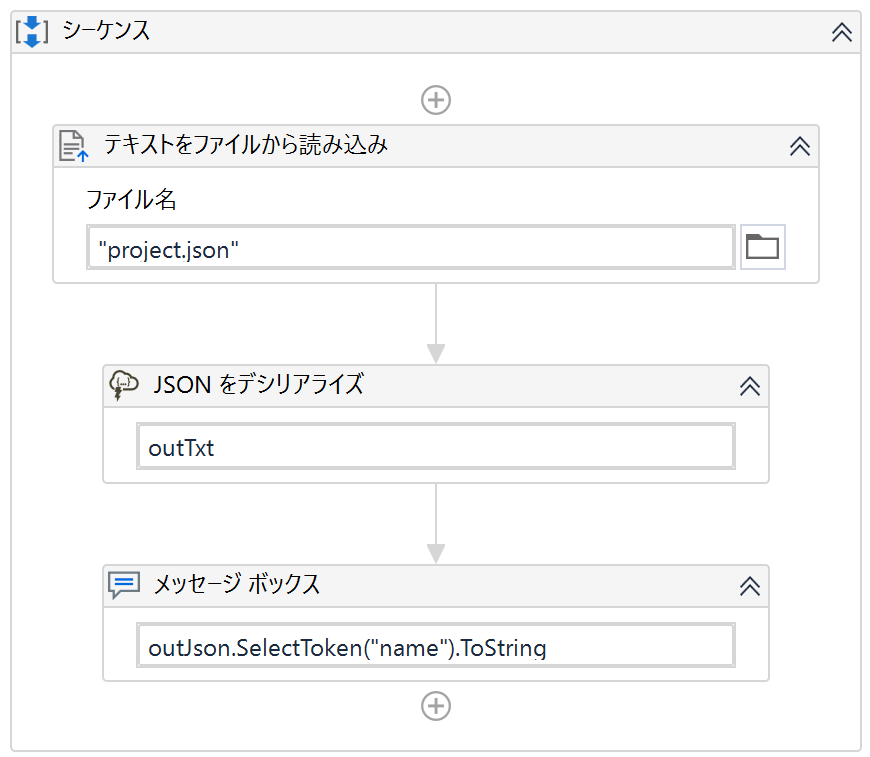 シーケンス
テキストをファイルから読み込み
ファイル名
"project.json"
JSON をデシリアライズ
outTxt
メッセージ ボックス
outJson.SelectToken("name").ToString